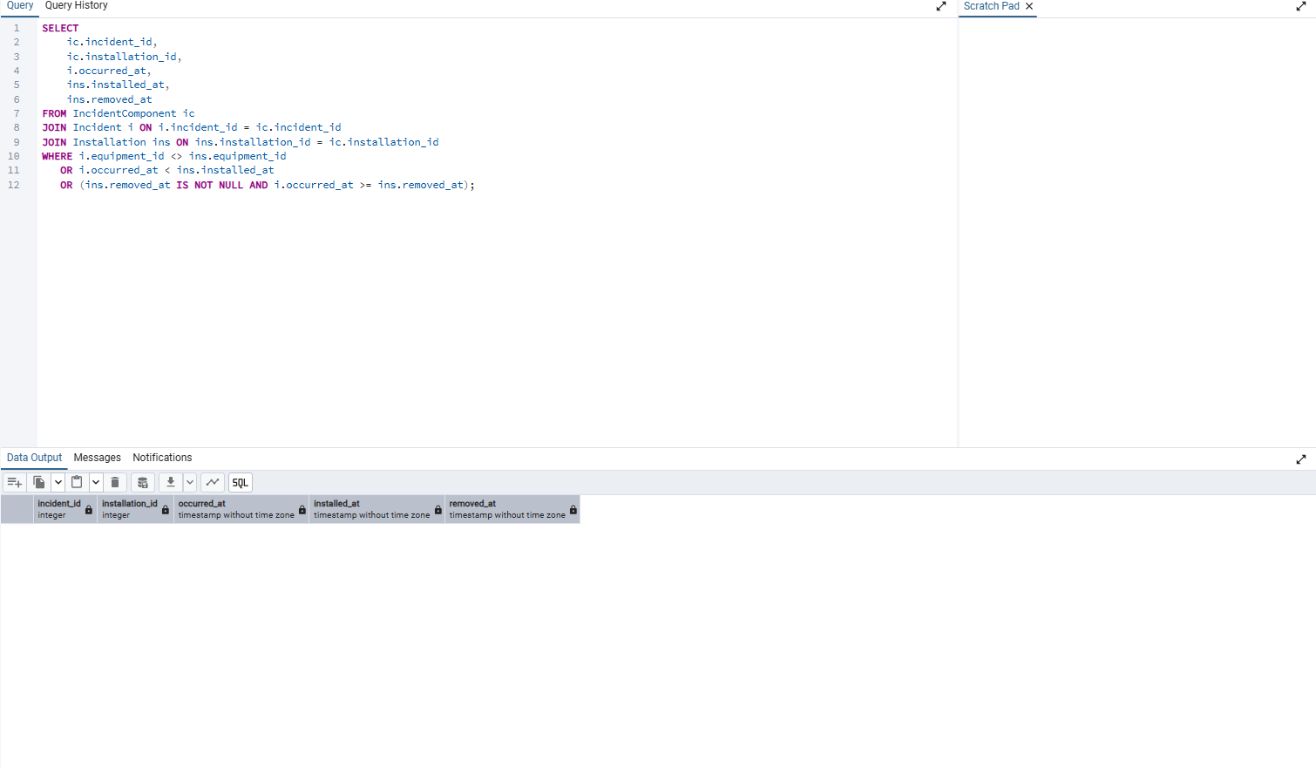 Query Query History
Scratch Pad
1 SELECT
2 ic.incident_id,
3 ic.installation_id,
4 i.occurred_at,
5 ins.installed_at,
6 ins.removed_at
7 FROM IncidentComponent ic
8 JOIN Incident i ON i.incident_id = ic.incident_id
9 JOIN Installation ins ON ins.installation_id = ic.installation_id
10 WHERE i.equipment_id <> ins.equipment_id
11 OR i.occurred_at < ins.installed_at
12 OR (ins.removed_at IS NOT NULL AND i.occurred_at >= ins.removed_at);
Data Output Messages Notifications
SQL
incident_id installation_id occurred_at installed_at removed_at
integer integer timestamp without time zone timestamp without time zone timestamp without time zone